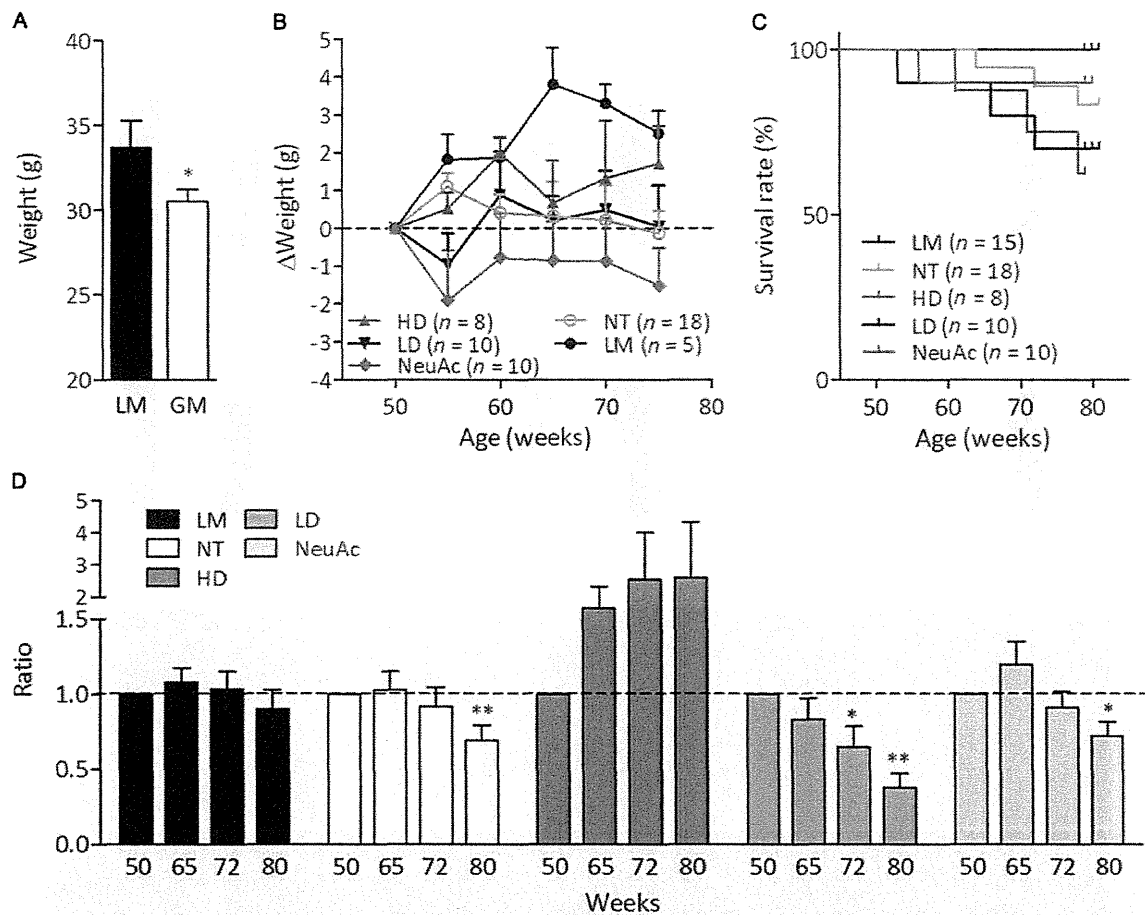 A
Weight (g)
40
35
30
25
20
*
LM
GM
B
ΔWeight (g)
5
4
3
2
1
0
-1
-2
-3
-4
HD (n = 8)
LD (n = 10)
NeuAc (n = 10)
NT (n = 18)
LM (n = 5)
50
60
70
80
Age (weeks)
C
Survival rate (%)
100
50
0
LM (n = 15)
NT (n = 18)
HD (n = 8)
LD (n = 10)
NeuAc (n = 10)
50
60
70
80
Age (weeks)
D
Ratio
5
4
3
2
1.5
1.0
0.5
0.0
LM
NT
HD
LD
NeuAc
**
*
**
*
50 65 72 80 50 65 72 80 50 65 72 80 50 65 72 80 50 65 72 80
Weeks